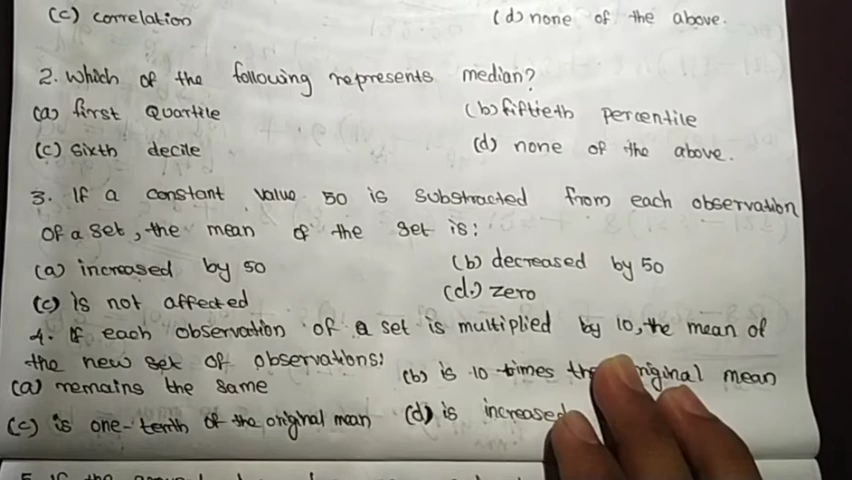 (c) correlation (d) none of the above.
2. Which of the following represents median?
(a) first Quartile (b) fiftieth percentile
(c) sixth decile (d) none of the above.
3. If a constant value 50 is substracted from each observation
of a set, the mean of the set is:
(a) increased by 50 (b) decreased by 50
(c) is not affected (d.) zero
4. If each observation of a set is multiplied by 10, the mean of
the new set of observations:
(a) remains the same (b) is 10 times original mean
(c) is one-tenth of the original mean (d) is increased
5. If the